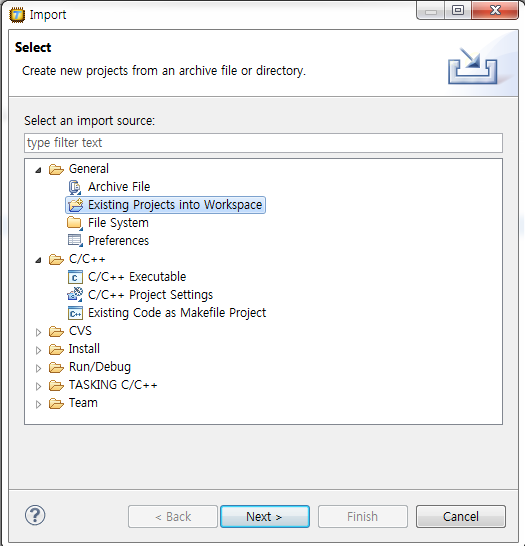 Import
Select
Create new projects from an archive file or directory.
Select an import source:
type filter text
General
Archive File
Existing Projects into Workspace
File System
Preferences
C/C++
C/C++ Executable
C/C++ Project Settings
Existing Code as Makefile Project
CVS
Install
Run/Debug
TASKING C/C++
Team
? < Back Next > Finish Cancel